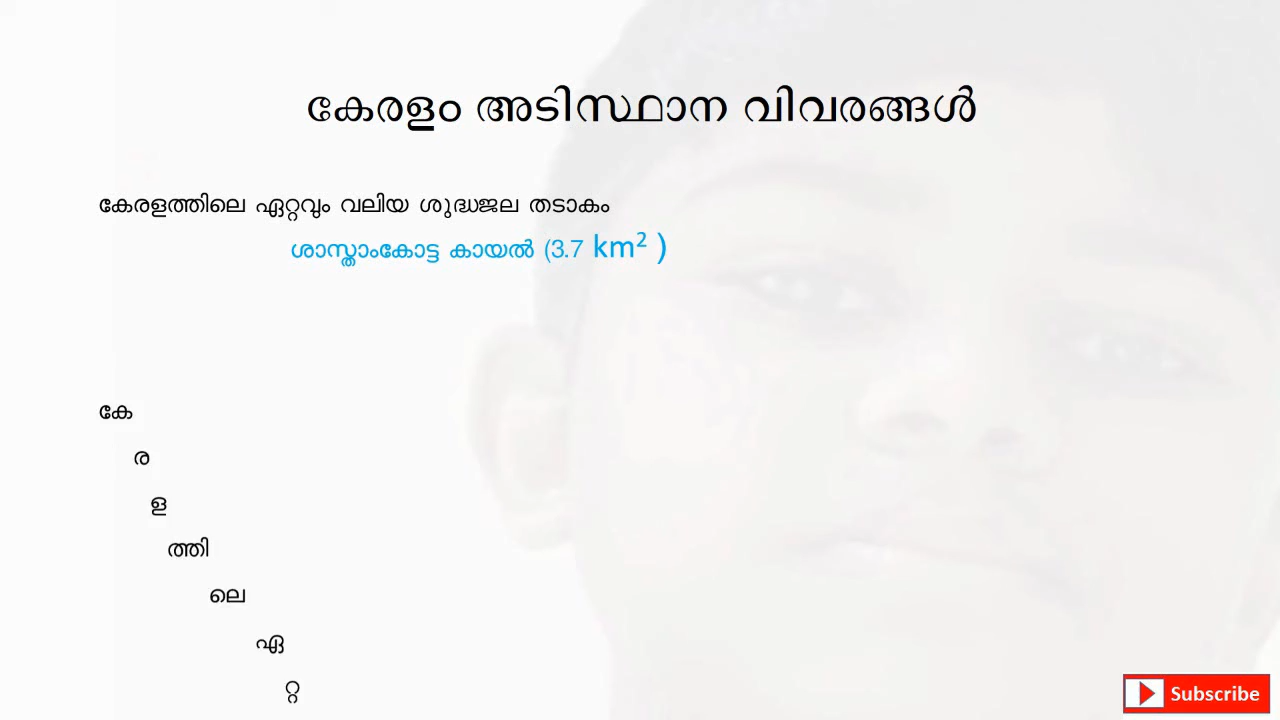 കേരളം അടിസ്ഥാന വിവരങ്ങൾ
കേരളത്തിലെ ഏറ്റവും വലിയ ശുദ്ധജല തടാകം
ശാസ്താംകോട്ട കായൽ (3.7 km² )
കേ
ര
ള
ത്തി
ലെ
ഏ
റ്റ
Subscribe